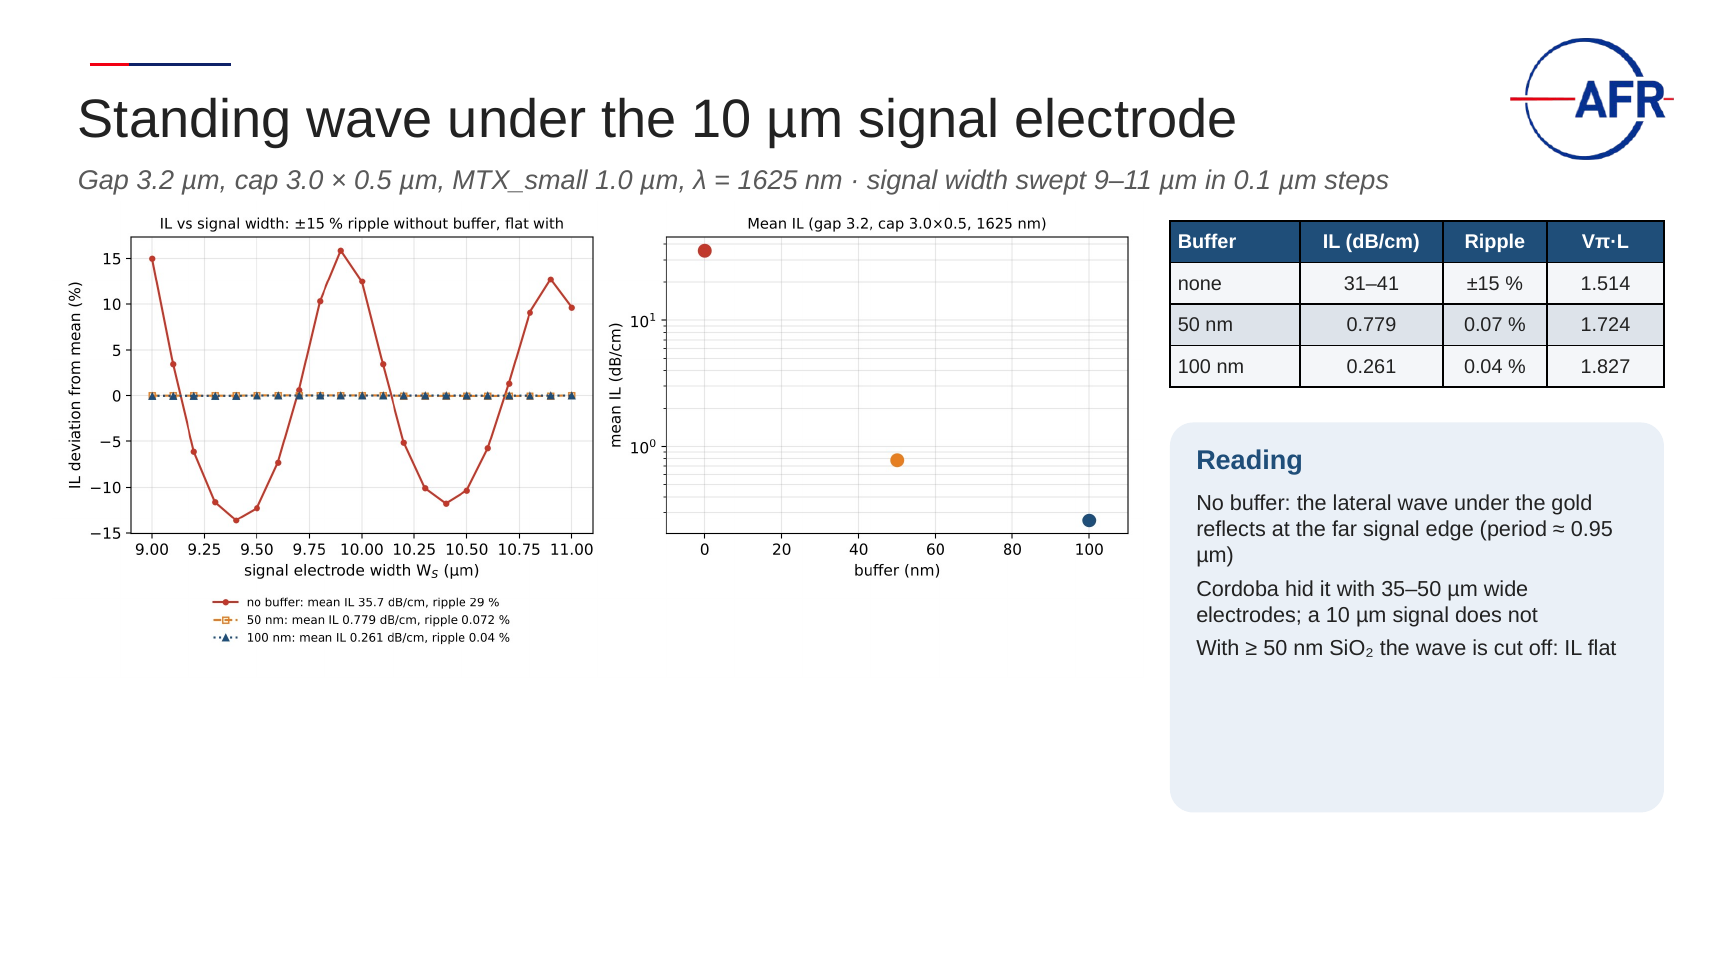 AFR
Standing wave under the 10 µm signal electrode
Gap 3.2 µm, cap 3.0 × 0.5 µm, MTX_small 1.0 µm, λ = 1625 nm · signal width swept 9–11 µm in 0.1 µm steps
IL vs signal width: ±15 % ripple without buffer, flat with
15
10
5
0
−5
−10
−15
IL deviation from mean (%)
9.00 9.25 9.50 9.75 10.00 10.25 10.50 10.75 11.00
signal electrode width W_S (µm)
no buffer: mean IL 35.7 dB/cm, ripple 29 %
50 nm: mean IL 0.779 dB/cm, ripple 0.072 %
100 nm: mean IL 0.261 dB/cm, ripple 0.04 %
Mean IL (gap 3.2, cap 3.0×0.5, 1625 nm)
10¹
10⁰
mean IL (dB/cm)
0 20 40 60 80 100
buffer (nm)
Buffer IL (dB/cm) Ripple Vπ·L
none 31–41 ±15 % 1.514
50 nm 0.779 0.07 % 1.724
100 nm 0.261 0.04 % 1.827
Reading
No buffer: the lateral wave under the gold
reflects at the far signal edge (period ≈ 0.95
µm)
Cordoba hid it with 35–50 µm wide
electrodes; a 10 µm signal does not
With ≥ 50 nm SiO₂ the wave is cut off: IL flat